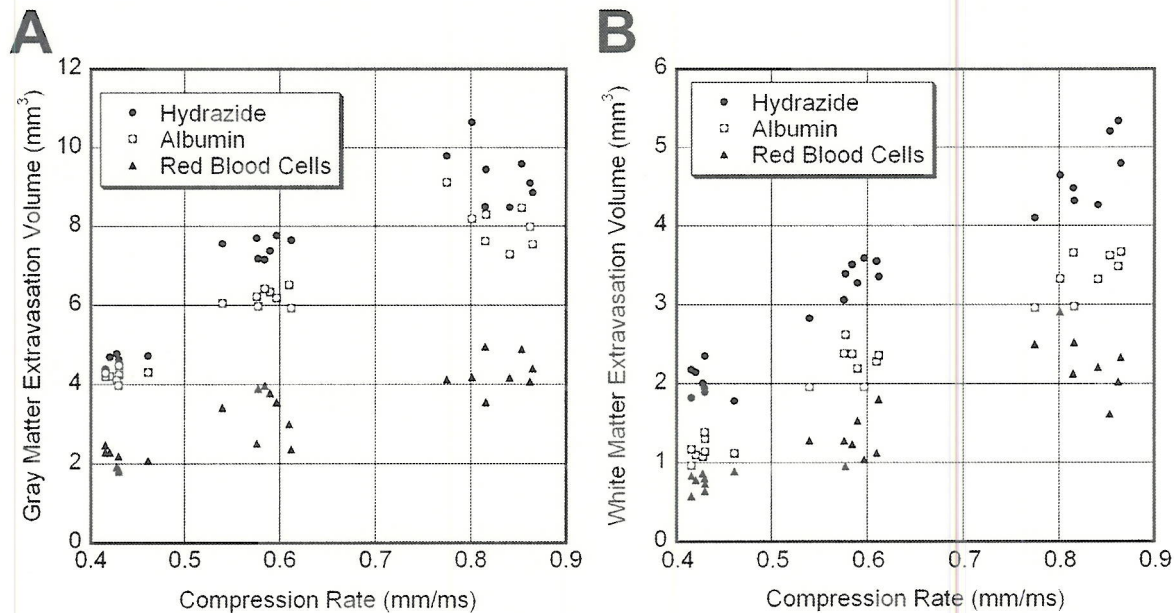 A
B
Gray Matter Extravasation Volume (mm³)
12
10
8
6
4
2
0
Hydrazide
Albumin
Red Blood Cells
0.4 0.5 0.6 0.7 0.8 0.9
Compression Rate (mm/ms)
White Matter Extravasation Volume (mm³)
6
5
4
3
2
1
0
Hydrazide
Albumin
Red Blood Cells
0.4 0.5 0.6 0.7 0.8 0.9
Compression Rate (mm/ms)